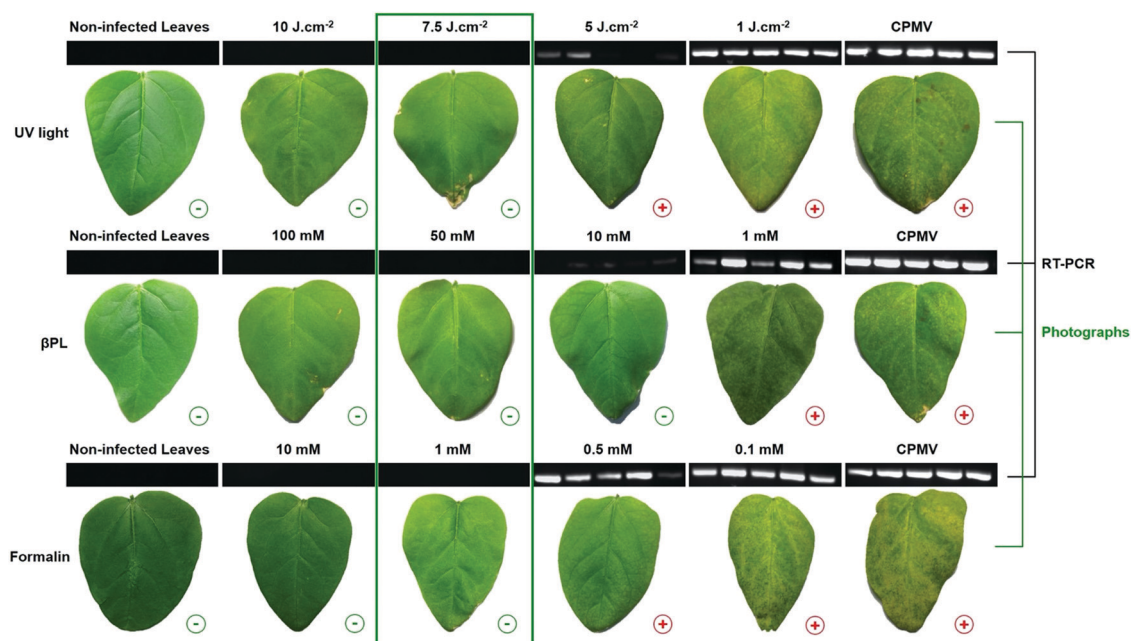 Non-infected Leaves 10 J.cm⁻² 7.5 J.cm⁻² 5 J.cm⁻² 1 J.cm⁻² CPMV
UV light
- - - + + +
Non-infected Leaves 100 mM 50 mM 10 mM 1 mM CPMV
RT-PCR
βPL
Photographs
- - - - + +
Non-infected Leaves 10 mM 1 mM 0.5 mM 0.1 mM CPMV
Formalin
- - - + + +